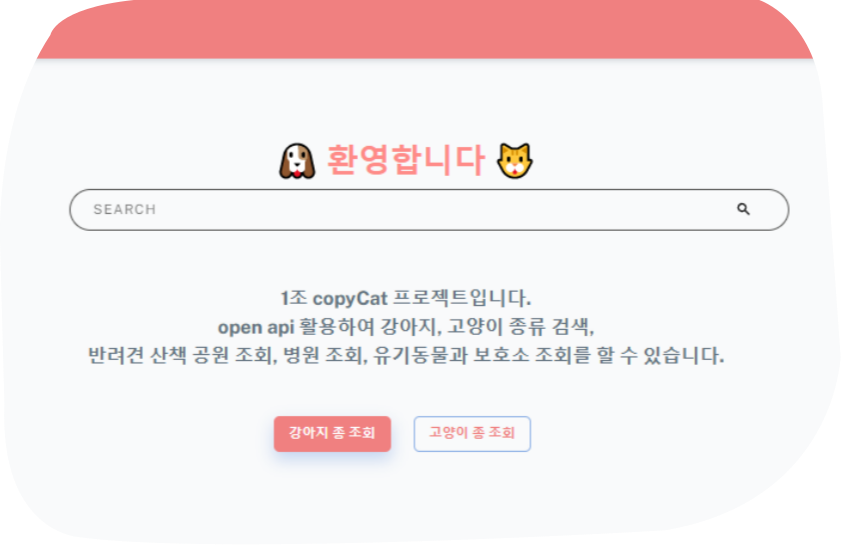 환영합니다
SEARCH
1조 copyCat 프로젝트입니다.
open api 활용하여 강아지, 고양이 종류 검색,
반려견 산책 공원 조회, 병원 조회, 유기동물과 보호소 조회를 할 수 있습니다.
강아지 종 조회 고양이 종 조회